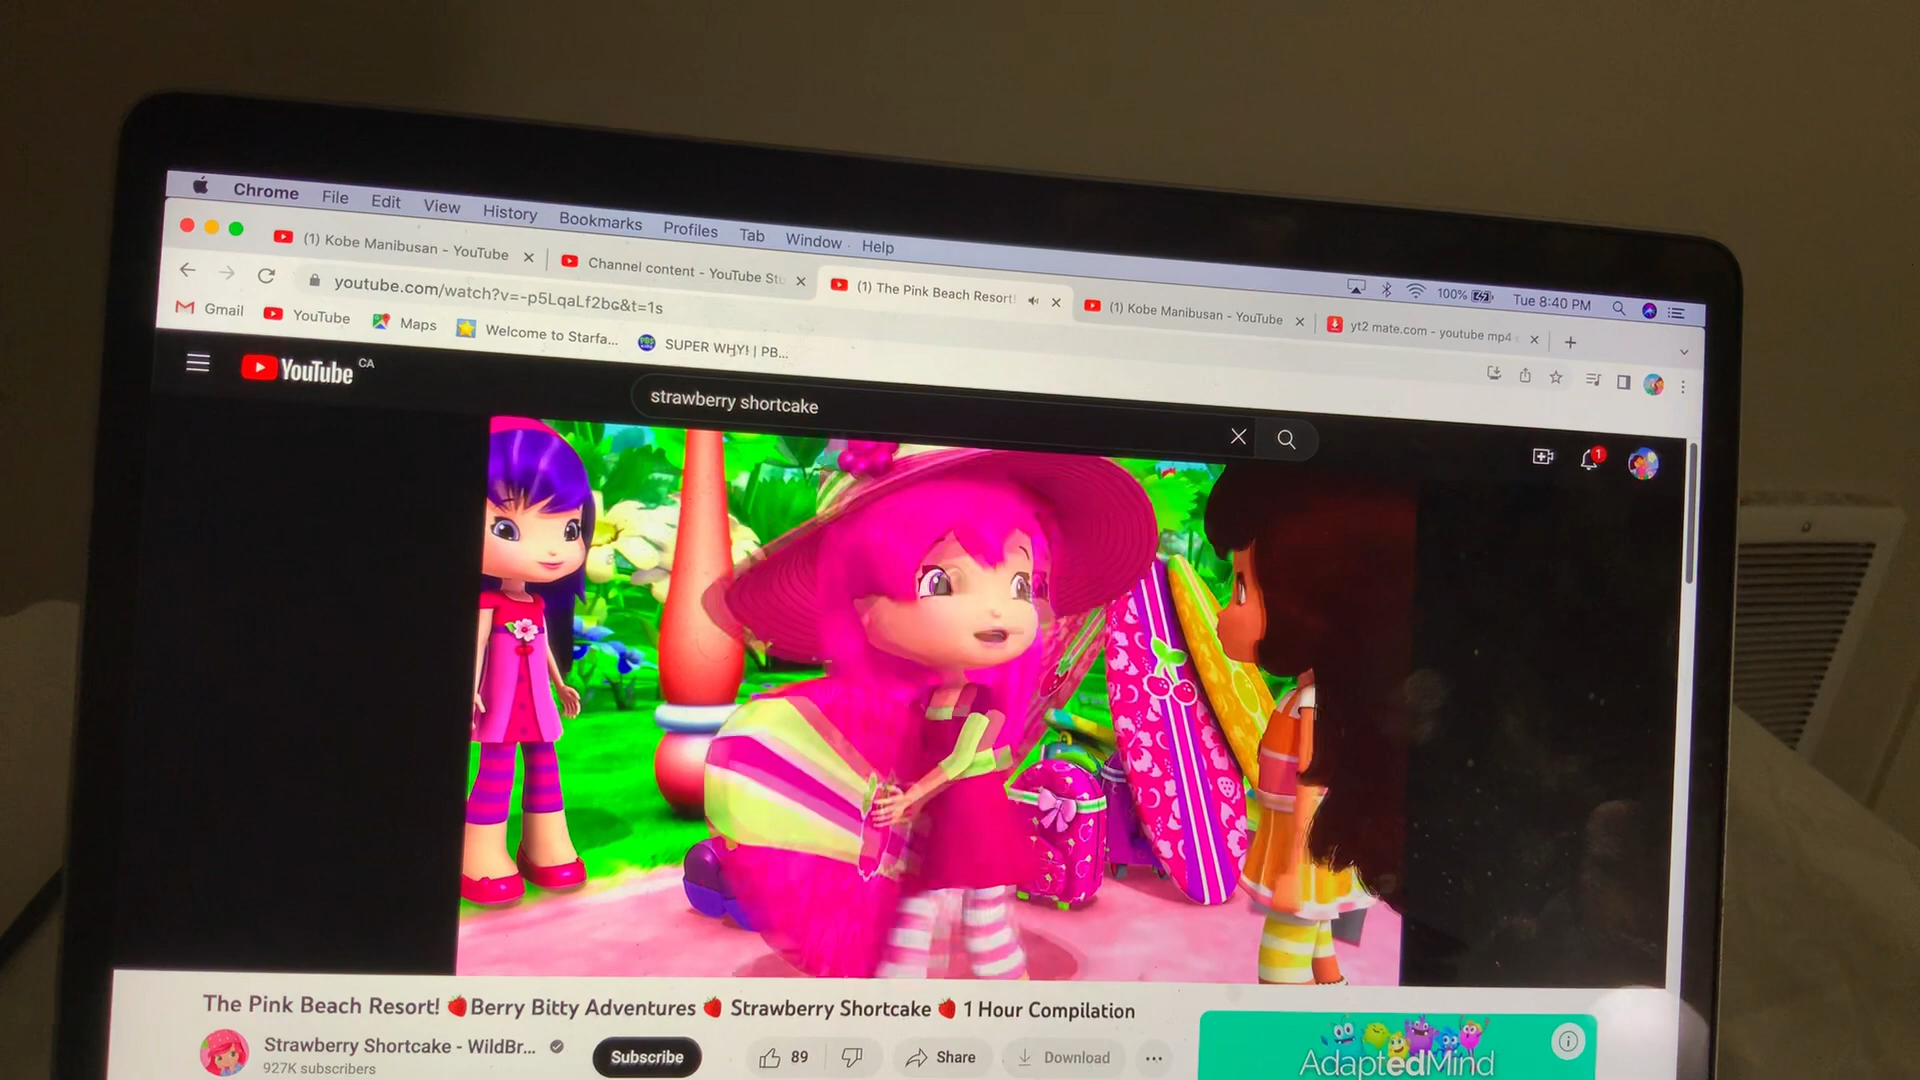 Chrome File Edit View History Bookmarks Profiles Tab Window Help
100% Tue 8:40 PM
(1) Kobe Manibusan - YouTube
Channel content - YouTube Stu
(1) The Pink Beach Resort!
(1) Kobe Manibusan - YouTube
yt2 mate.com - youtube mp4
youtube.com/watch?v=-p5LqaLf2bc&t=1s
Gmail YouTube Maps Welcome to Starfa... SUPER WHY! | PB...
YouTube CA
strawberry shortcake
1
The Pink Beach Resort! Berry Bitty Adventures Strawberry Shortcake 1 Hour Compilation
Strawberry Shortcake - WildBr...
927K subscribers
Subscribe
89
Share
Download
AdaptedMind